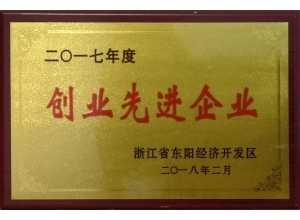 二〇一七年度
创业先进企业
浙江省东阳经济开发区
二〇一八年二月